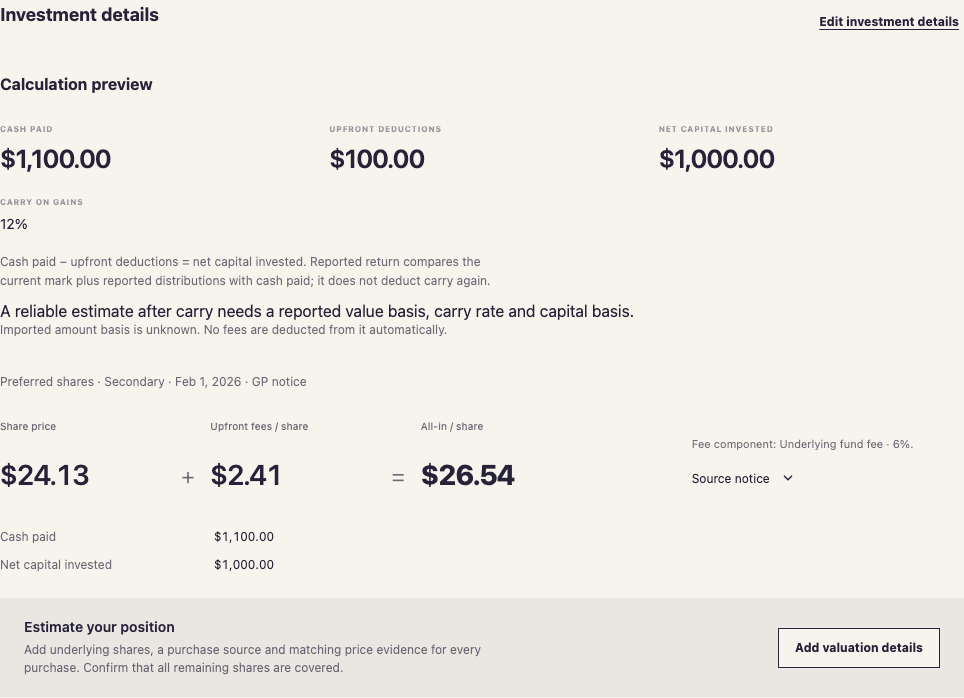 Investment details
Edit investment details
Calculation preview
CASH PAID
UPFRONT DEDUCTIONS
NET CAPITAL INVESTED
$1,100.00
$100.00
$1,000.00
CARRY ON GAINS
12%
Cash paid − upfront deductions = net capital invested. Reported return compares the
current mark plus reported distributions with cash paid; it does not deduct carry again.
A reliable estimate after carry needs a reported value basis, carry rate and capital basis.
Imported amount basis is unknown. No fees are deducted from it automatically.
Preferred shares · Secondary · Feb 1, 2026 · GP notice
Share price
Upfront fees / share
All-in / share
$24.13
+
$2.41
=
$26.54
Fee component: Underlying fund fee · 6%.
Source notice
Cash paid
$1,100.00
Net capital invested
$1,000.00
Estimate your position
Add underlying shares, a purchase source and matching price evidence for every
purchase. Confirm that all remaining shares are covered.
Add valuation details